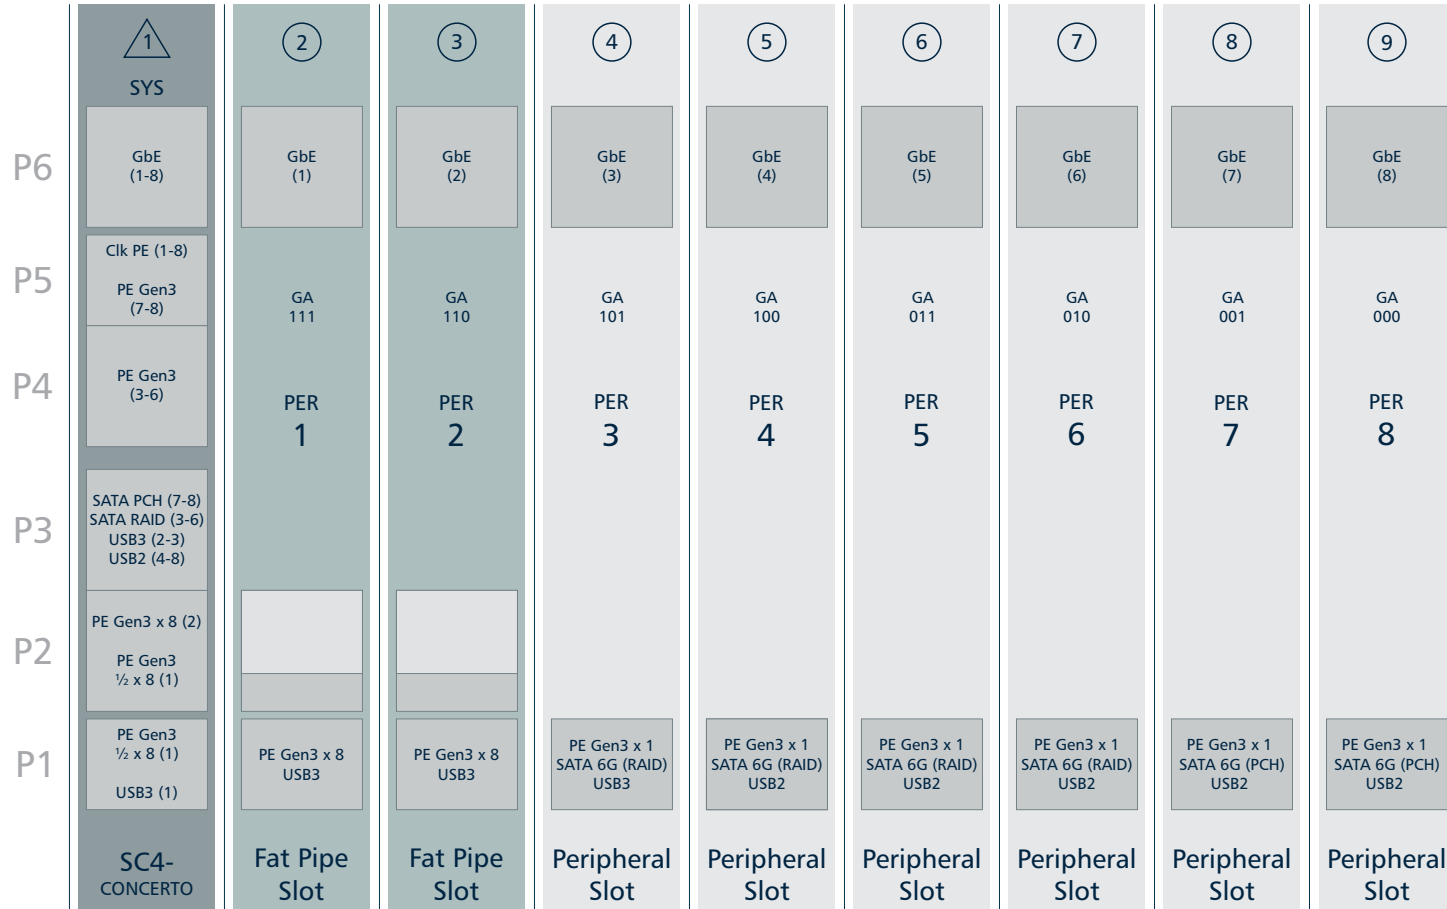 1
2
3
4
5
6
7
8
9
SYS
P6
GbE
(1-8)
GbE
(1)
GbE
(2)
GbE
(3)
GbE
(4)
GbE
(5)
GbE
(6)
GbE
(7)
GbE
(8)
P5
Clk PE (1-8)
PE Gen3
(7-8)
GA
111
GA
110
GA
101
GA
100
GA
011
GA
010
GA
001
GA
000
P4
PE Gen3
(3-6)
PER
1
PER
2
PER
3
PER
4
PER
5
PER
6
PER
7
PER
8
P3
SATA PCH (7-8)
SATA RAID (3-6)
USB3 (2-3)
USB2 (4-8)
P2
PE Gen3 x 8 (2)
PE Gen3
½ x 8 (1)
P1
PE Gen3
½ x 8 (1)
USB3 (1)
PE Gen3 x 8
USB3
PE Gen3 x 8
USB3
PE Gen3 x 1
SATA 6G (RAID)
USB3
PE Gen3 x 1
SATA 6G (RAID)
USB2
PE Gen3 x 1
SATA 6G (RAID)
USB2
PE Gen3 x 1
SATA 6G (RAID)
USB2
PE Gen3 x 1
SATA 6G (PCH)
USB2
PE Gen3 x 1
SATA 6G (PCH)
USB2
SC4-
CONCERTO
Fat Pipe
Slot
Fat Pipe
Slot
Peripheral
Slot
Peripheral
Slot
Peripheral
Slot
Peripheral
Slot
Peripheral
Slot
Peripheral
Slot